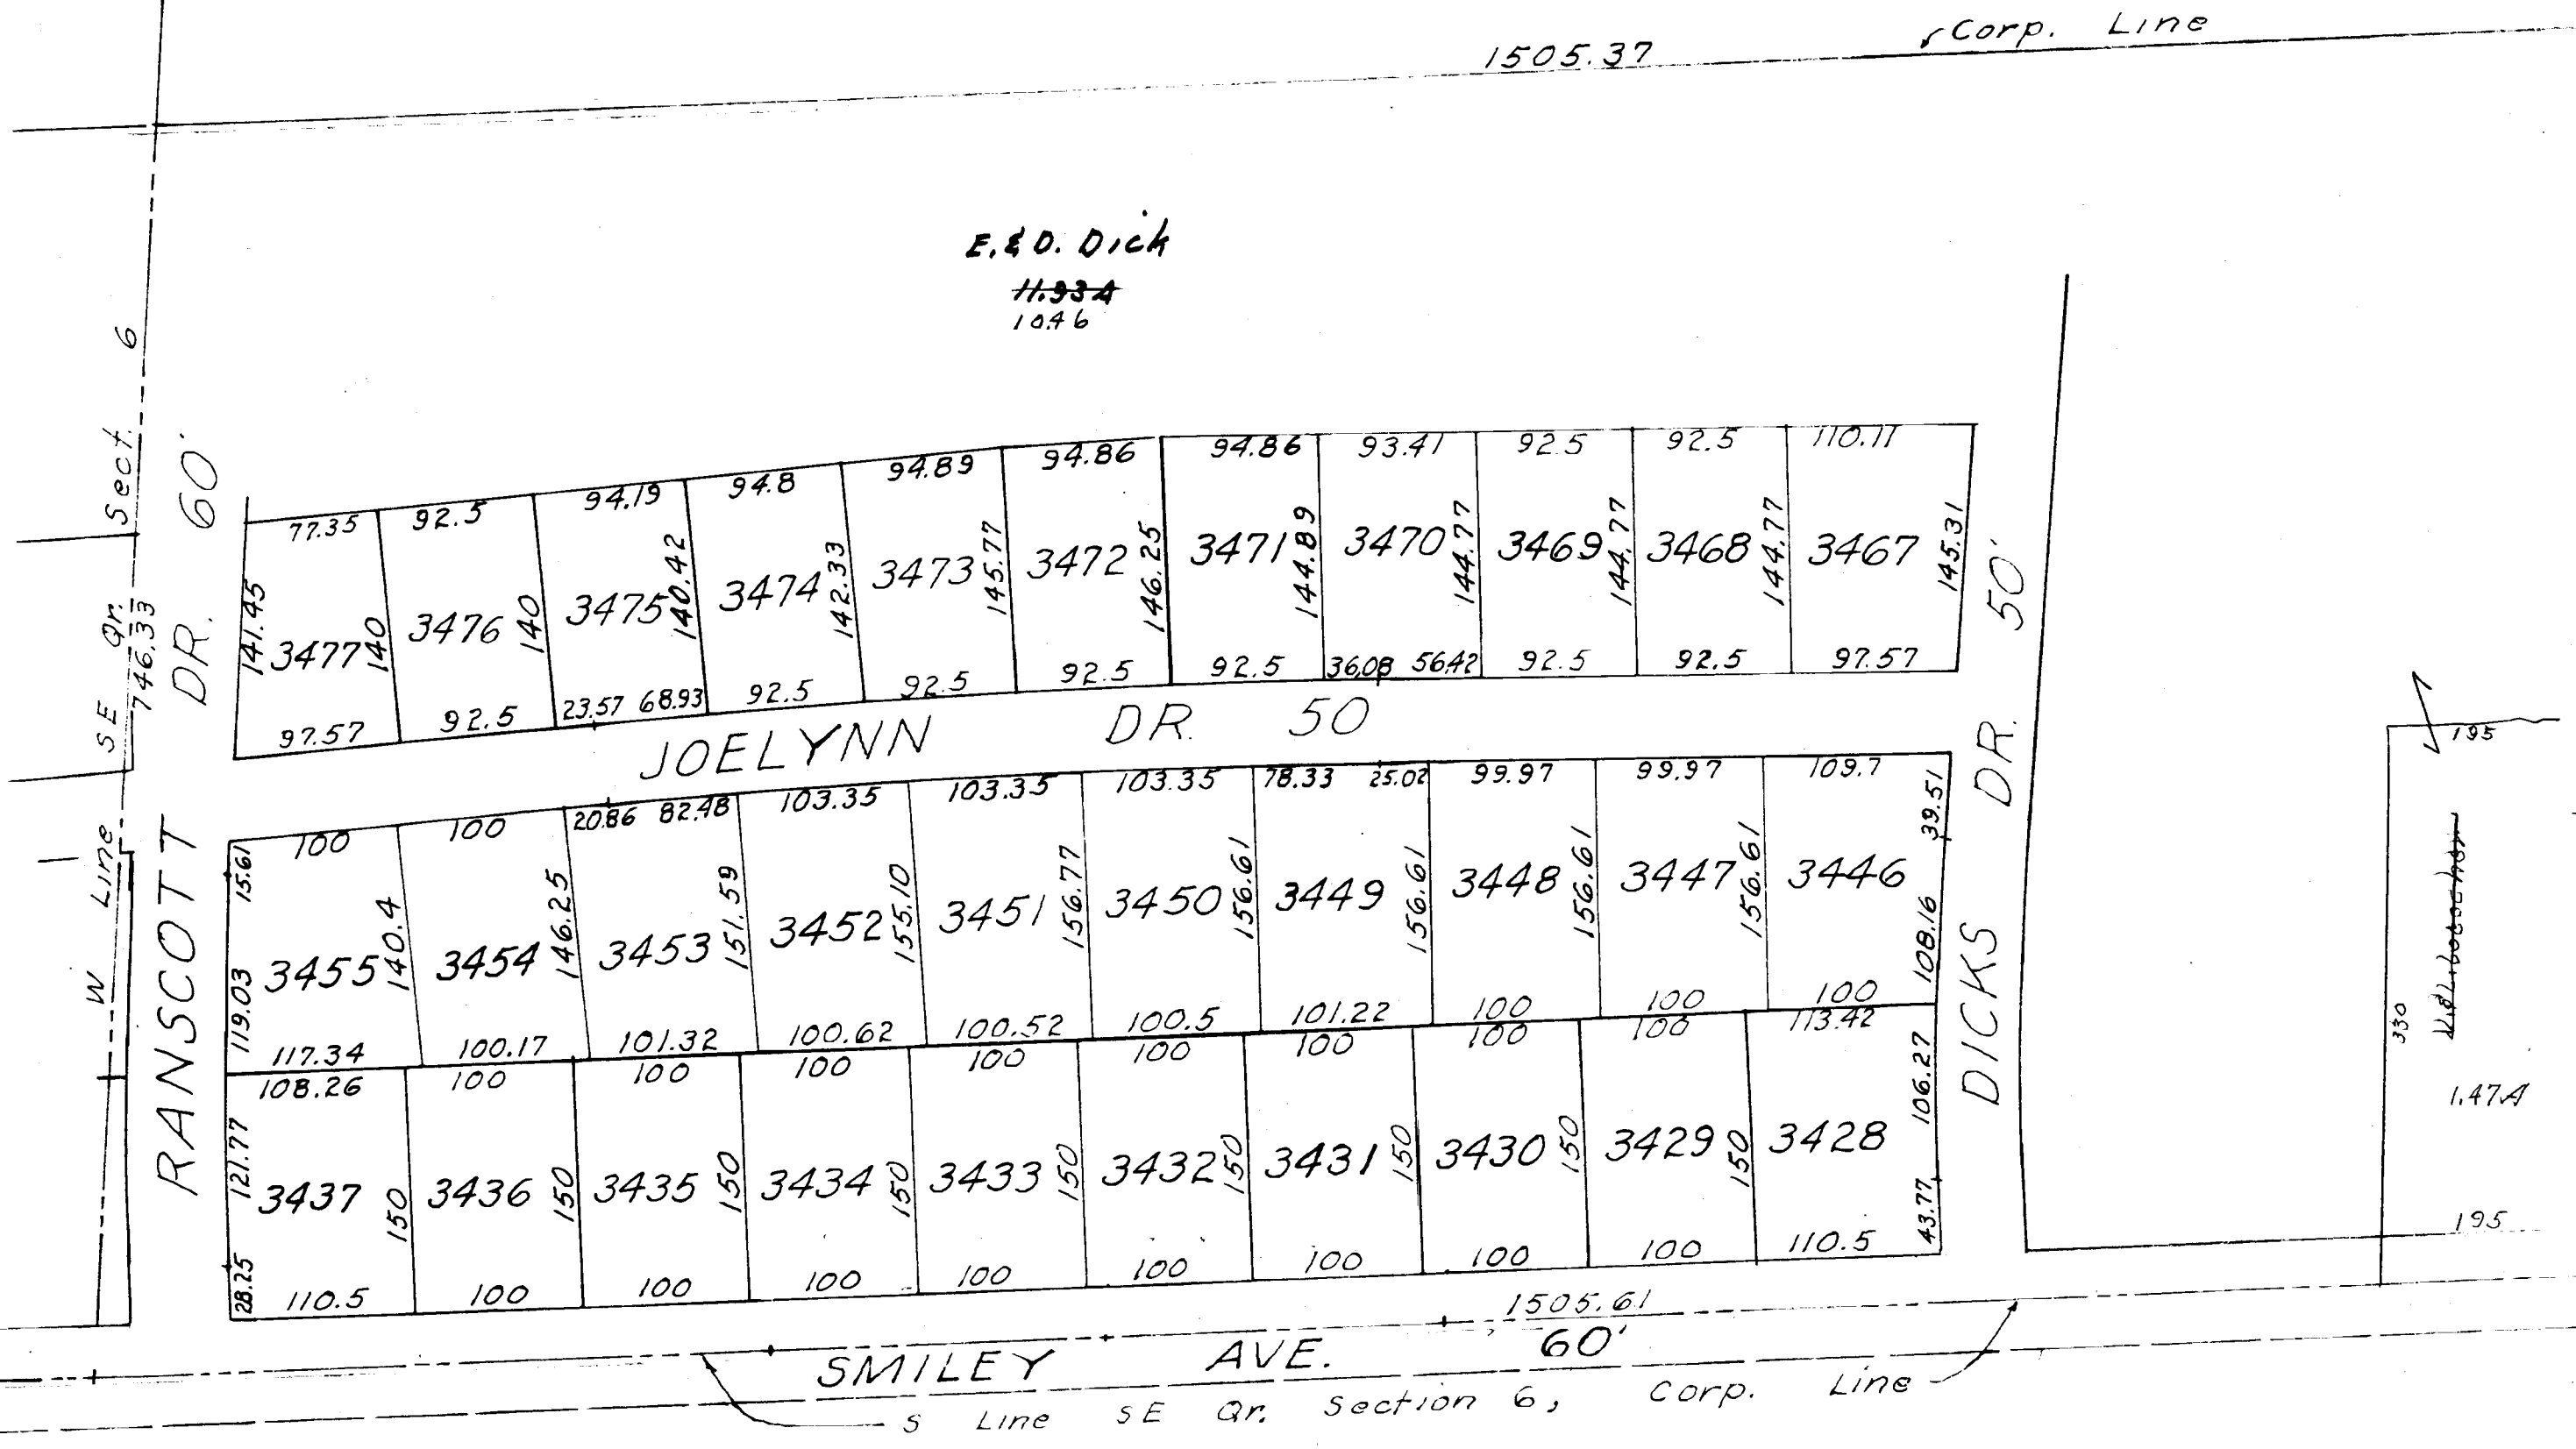 Corp. Line
1505.37
E. & D. Dick
11.93A
10.46
W Line SE Qr. Sect. 6
746.33
RANSCOTT DR. 60'
77.35 92.5 94.19 94.8 94.89 94.86 94.86 93.41 92.5 92.5 110.11
141.45 3477 140 3476 140 3475 140.42 3474 142.33 3473 145.77 3472 146.25 3471 144.89 3470 144.77 3469 144.77 3468 144.77 3467 145.31
97.57 92.5 23.57 68.93 92.5 92.5 92.5 92.5 36.08 56.42 92.5 92.5 97.57
JOELYNN DR. 50
DICKS DR. 50'
100 100 20.86 82.48 103.35 103.35 103.35 78.33 25.02 99.97 99.97 109.7
15.61 39.51
119.03 3455 140.4 3454 146.25 3453 151.59 3452 155.10 3451 156.77 3450 156.61 3449 156.61 3448 156.61 3447 156.61 3446 108.16
117.34 100.17 101.32 100.62 100.52 100.5 101.22 100 100 100
108.26 100 100 100 100 100 100 100 100 113.42
121.77 3437 150 3436 150 3435 150 3434 150 3433 150 3432 150 3431 150 3430 150 3429 150 3428 106.27
28.25 43.77
110.5 100 100 100 100 100 100 100 100 110.5
195
330
1.47A
195
1505.61
SMILEY AVE. 60'
S Line SE Qr. Section 6, Corp. Line